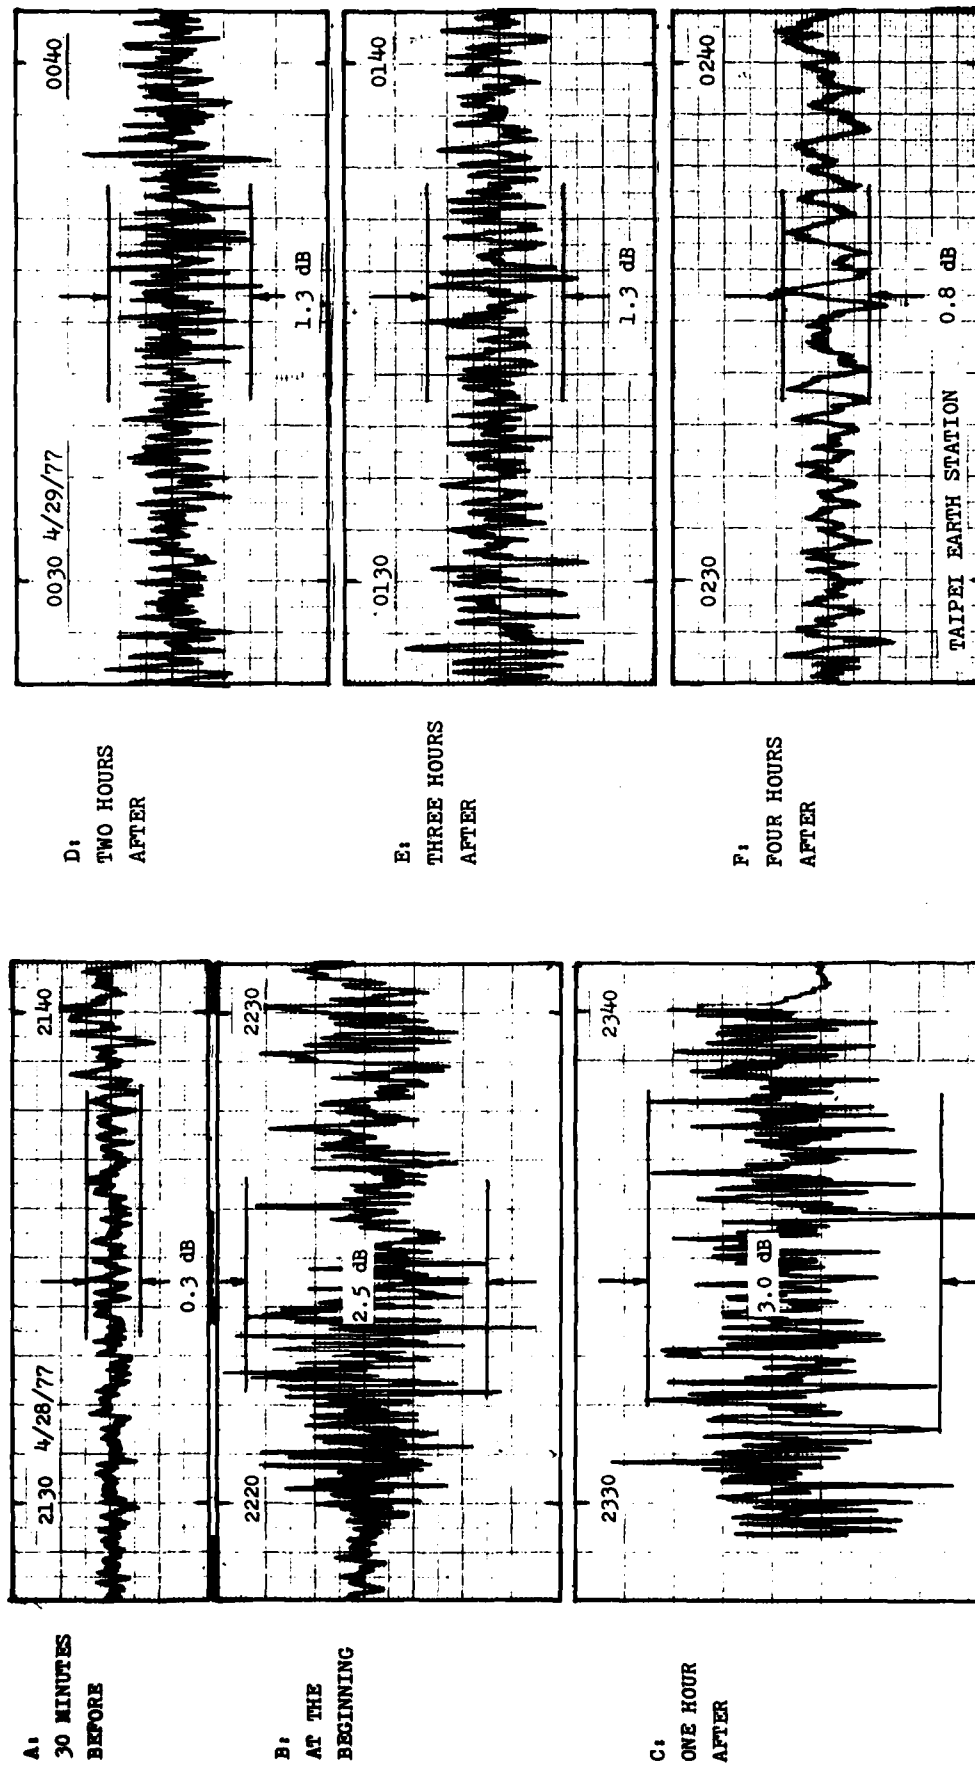 A:
30 MINUTES
BEFORE
2130 4/28/77
2140
0.3 dB
B:
AT THE
BEGINNING
2220
2230
2.5 dB
C:
ONE HOUR
AFTER
2330
2340
3.0 dB
D:
TWO HOURS
AFTER
0030 4/29/77
0040
1.3 dB
E:
THREE HOURS
AFTER
0130
0140
1.3 dB
F:
FOUR HOURS
AFTER
0230
0240
0.8 dB
TAIPEI EARTH STATION